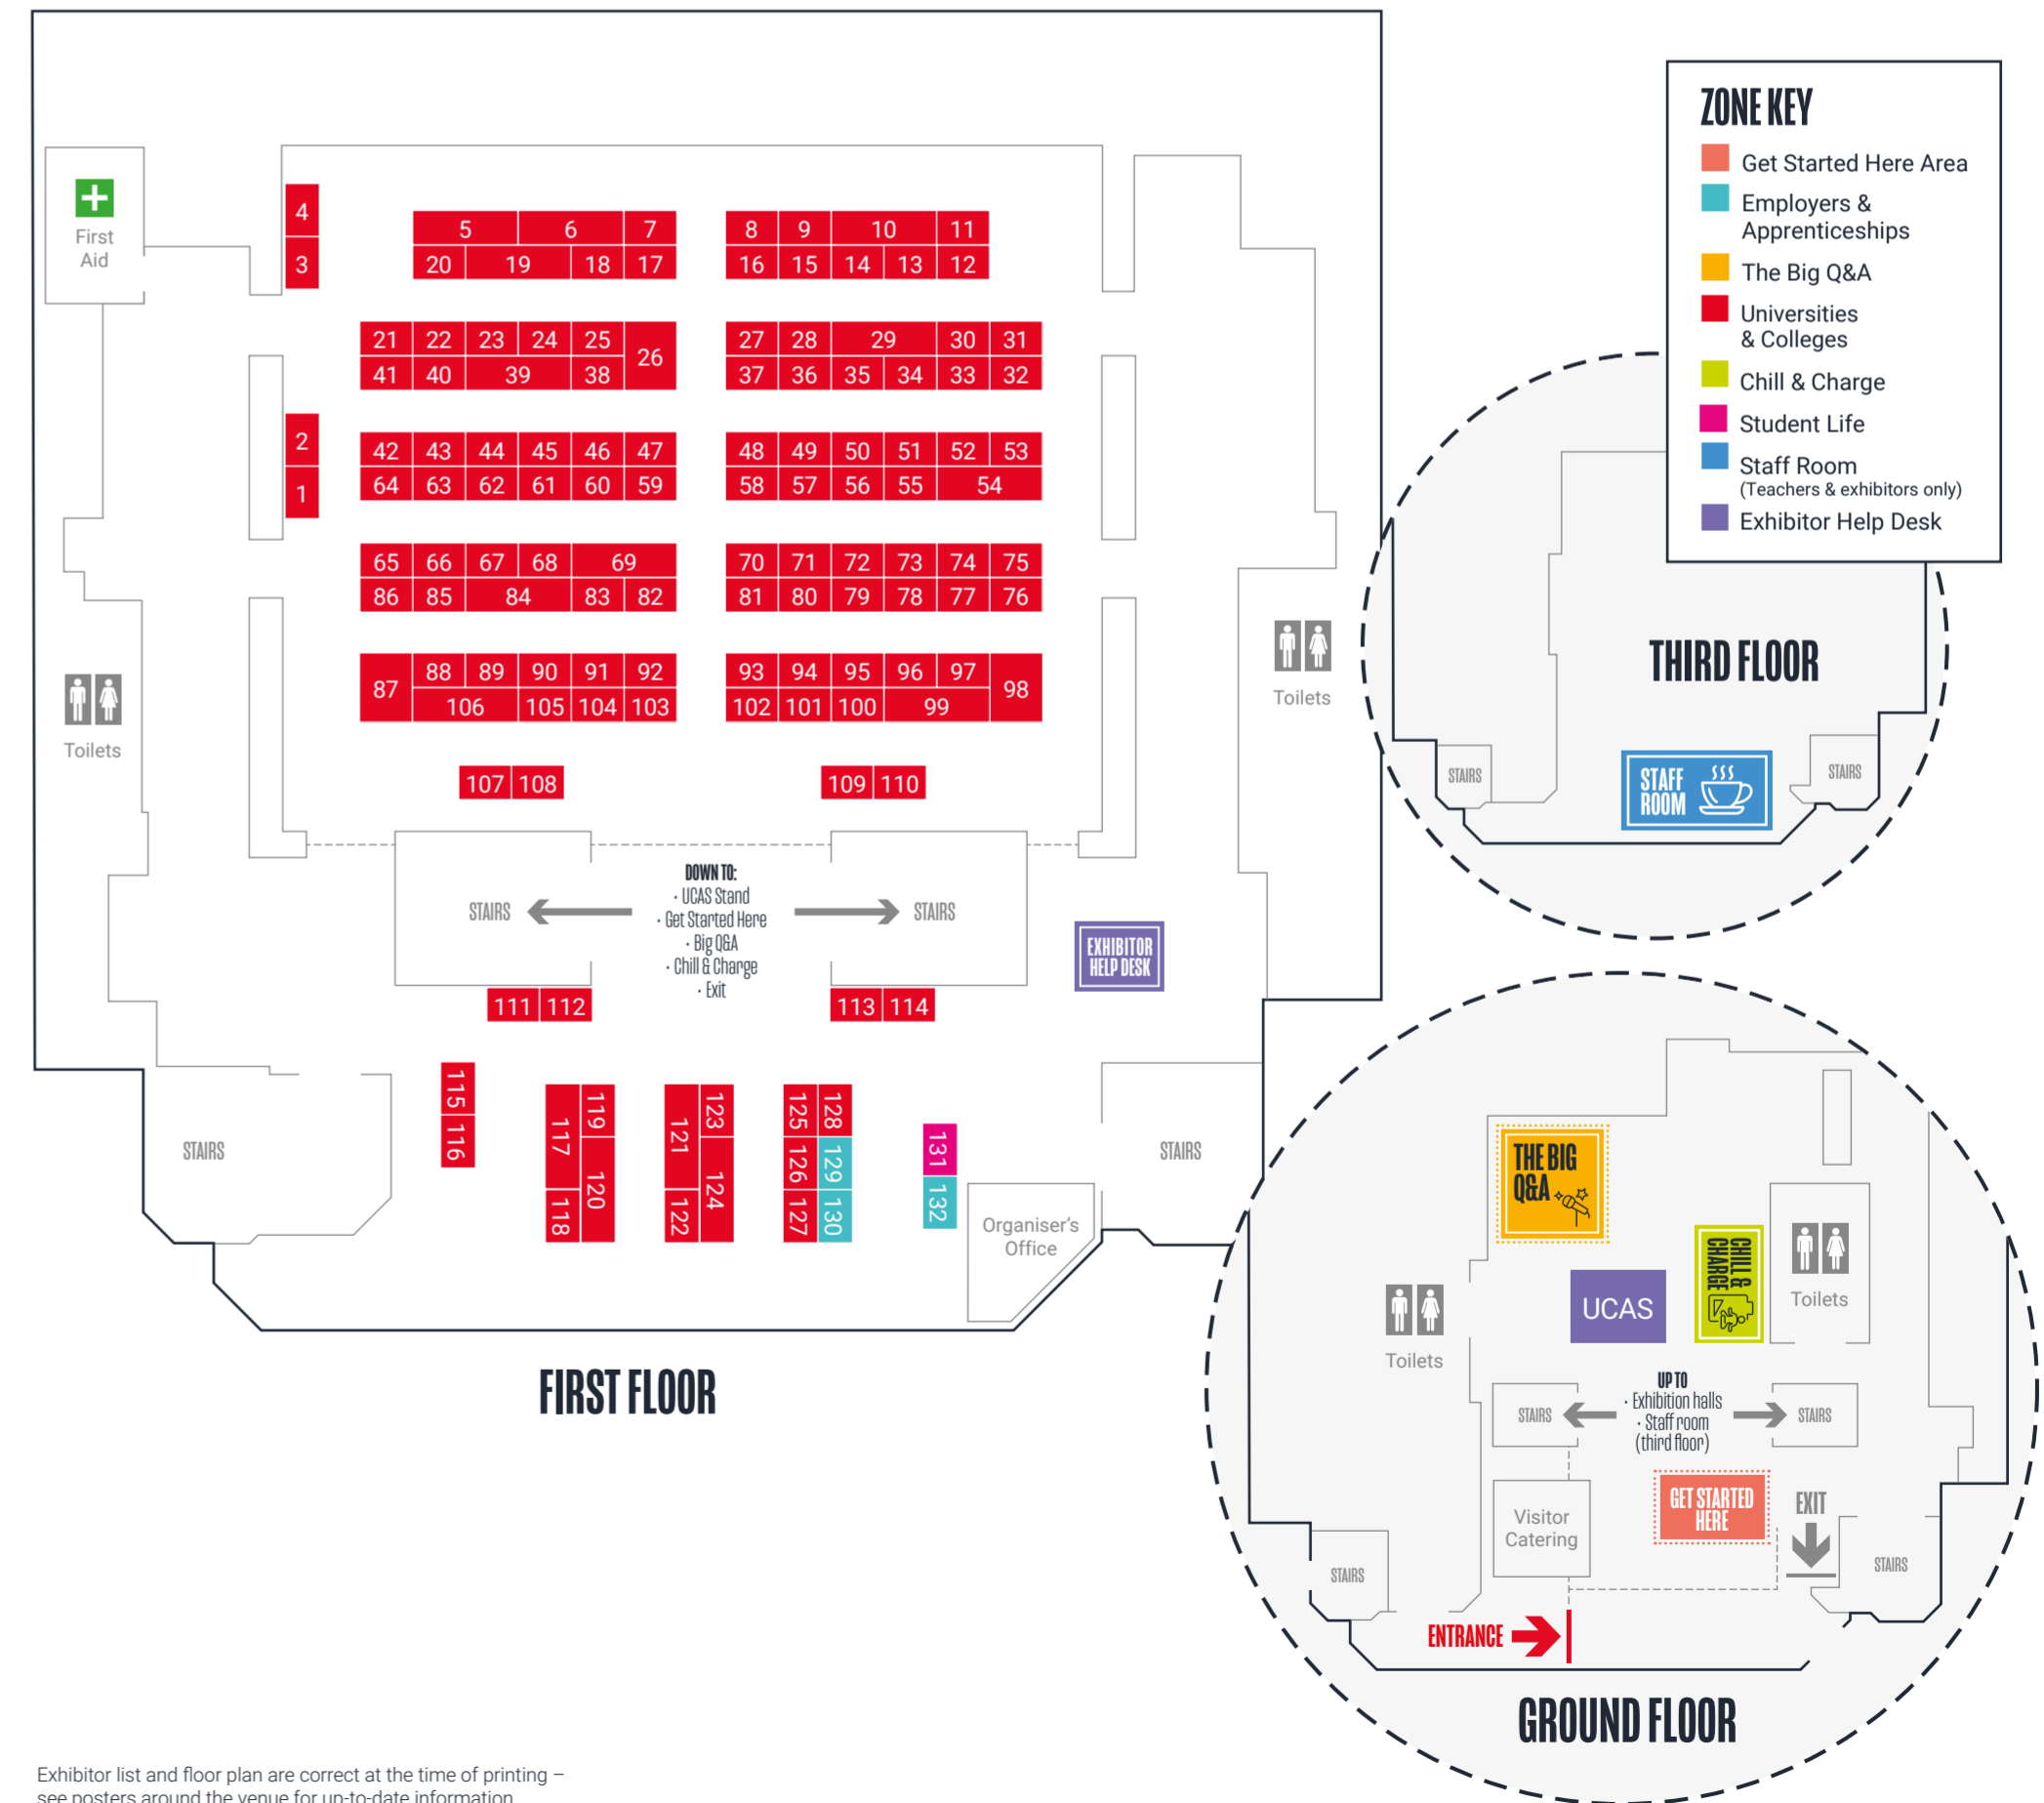 ZONE KEY
Get Started Here Area
Employers &
Apprenticeships
The Big Q&A
Universities
& Colleges
Chill & Charge
Student Life
Staff Room
(Teachers & exhibitors only)
Exhibitor Help Desk
First
Aid
4
3
5 6 7
20 19 18 17
8 9 10 11
16 15 14 13 12
21 22 23 24 25 26
41 40 39 38
27 28 29 30 31
37 36 35 34 33 32
2
1
42 43 44 45 46 47
64 63 62 61 60 59
48 49 50 51 52 53
58 57 56 55 54
65 66 67 68 69
86 85 84 83 82
70 71 72 73 74 75
81 80 79 78 77 76
87 88 89 90 91 92
106 105 104 103
93 94 95 96 97 98
102 101 100 99
Toilets
Toilets
107 108
109 110
STAIRS
DOWN TO:
· UCAS Stand
· Get Started Here
· Big Q&A
· Chill & Charge
· Exit
STAIRS
EXHIBITOR
HELP DESK
111 112
113 114
STAIRS
115
116
117
118
119
120
121
122
123
124
125
126
127
128
129
130
131
132
Organiser's
Office
STAIRS
FIRST FLOOR
THIRD FLOOR
STAIRS
STAFF
ROOM
STAIRS
THE BIG
Q&A
UCAS
CHILL &
CHARGE
Toilets
Toilets
STAIRS
UP TO
· Exhibition halls
· Staff room
(third floor)
STAIRS
Visitor
Catering
GET STARTED
HERE
EXIT
STAIRS
STAIRS
ENTRANCE
GROUND FLOOR
Exhibitor list and floor plan are correct at the time of printing –
see posters around the venue for up-to-date information